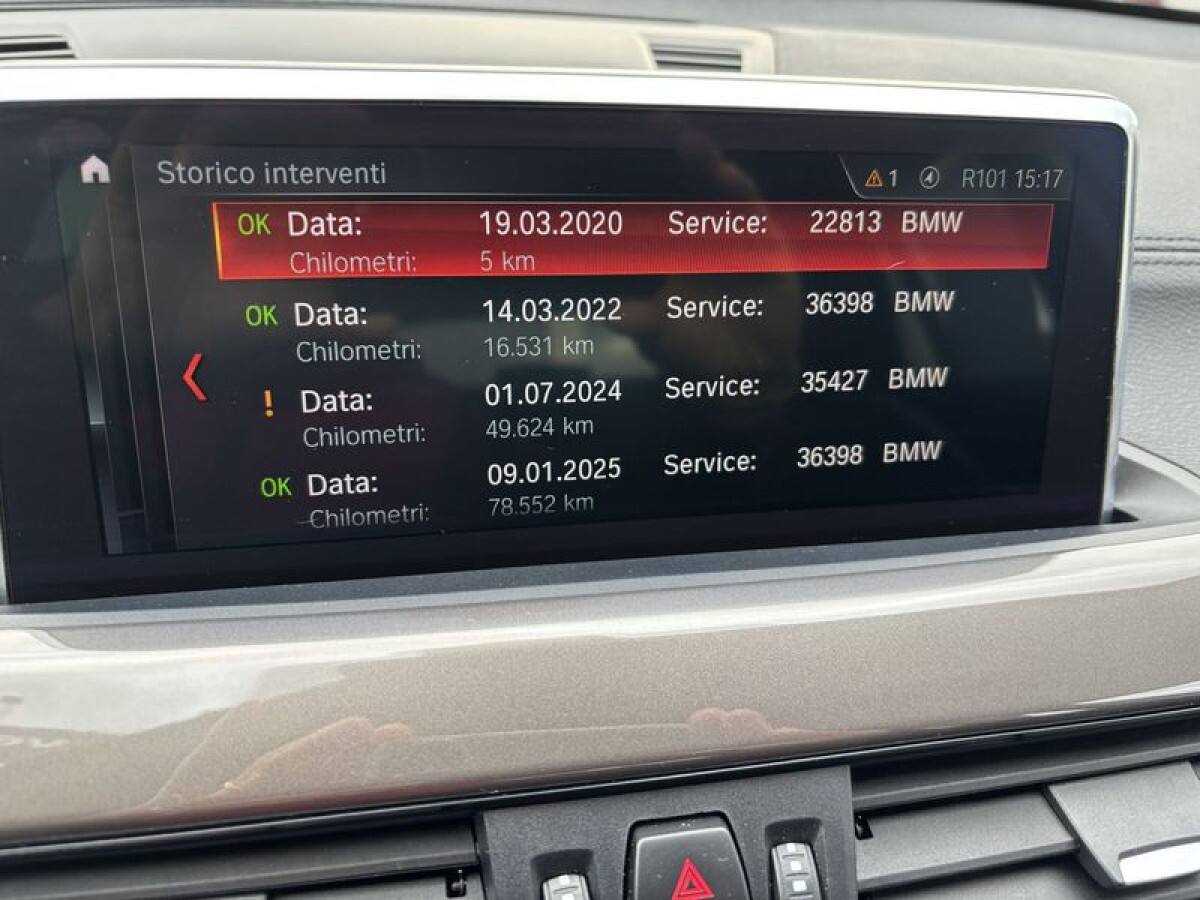 Storico interventi 1 R101 15:17
OK Data: 19.03.2020 Service: 22813 BMW
Chilometri: 5 km
OK Data: 14.03.2022 Service: 36398 BMW
Chilometri: 16.531 km
! Data: 01.07.2024 Service: 35427 BMW
Chilometri: 49.624 km
OK Data: 09.01.2025 Service: 36398 BMW
Chilometri: 78.552 km